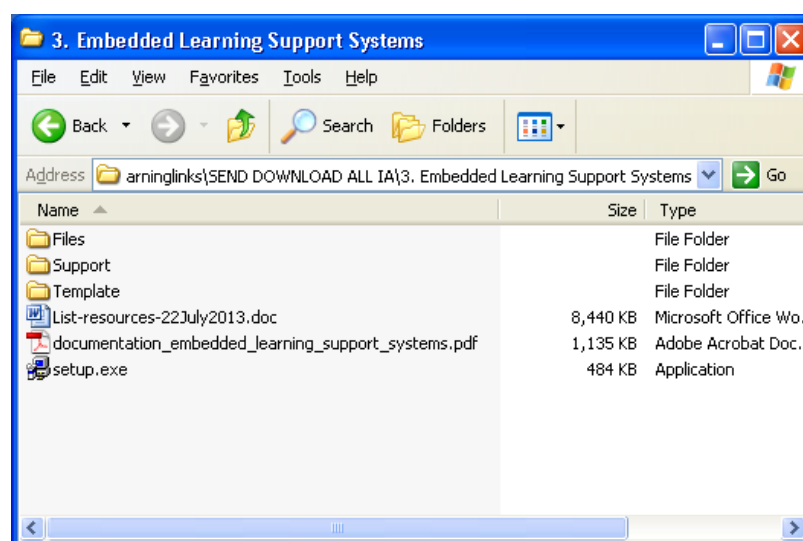 3. Embedded Learning Support Systems
File Edit View Favorites Tools Help
Back Search Folders
Address arninglinks\SEND DOWNLOAD ALL IA\3. Embedded Learning Support Systems Go
Name Size Type
Files File Folder
Support File Folder
Template File Folder
List-resources-22July2013.doc 8,440 KB Microsoft Office Wo.
documentation_embedded_learning_support_systems.pdf 1,135 KB Adobe Acrobat Doc.
setup.exe 484 KB Application